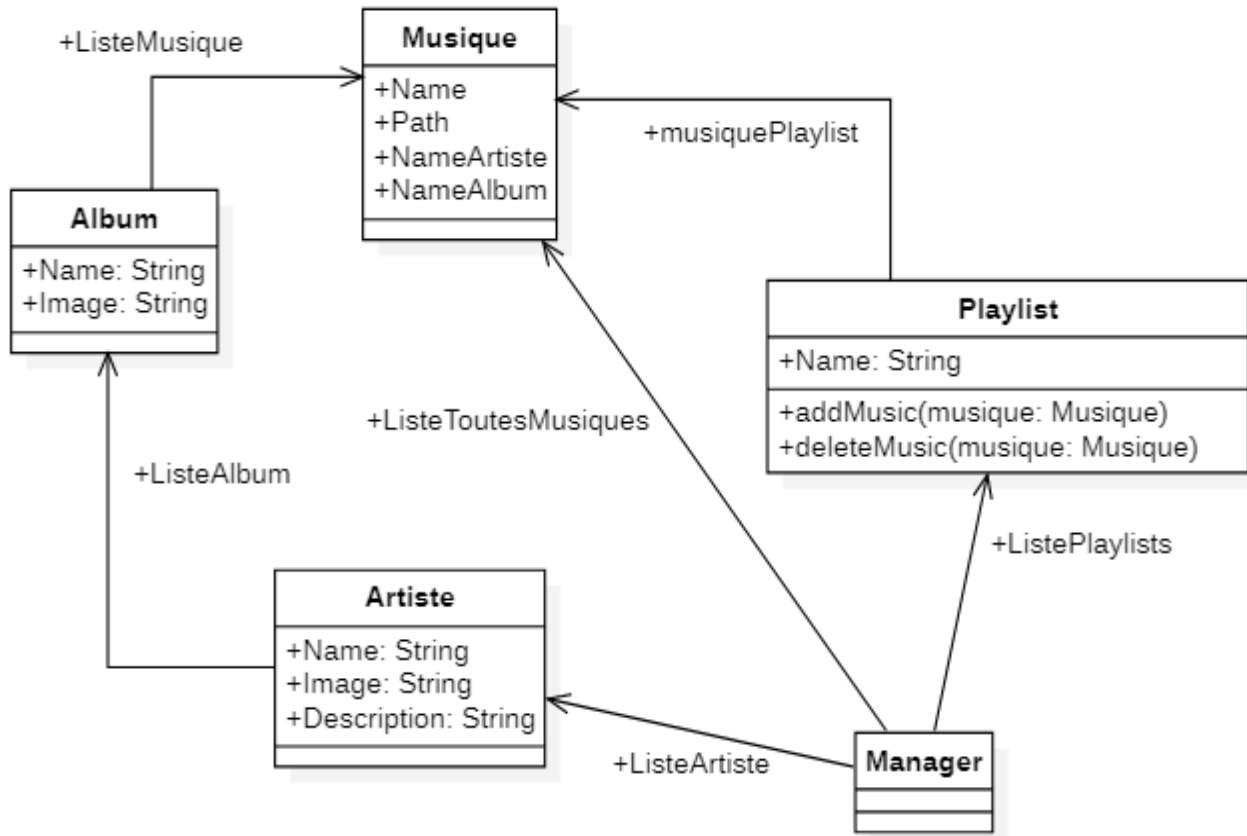 +ListeMusique
Musique
+Name
+Path
+NameArtiste
+NameAlbum
+musiquePlaylist
Album
+Name: String
+Image: String
Playlist
+Name: String
+addMusic(musique: Musique)
+deleteMusic(musique: Musique)
+ListeToutesMusiques
+ListeAlbum
+ListePlaylists
Artiste
+Name: String
+Image: String
+Description: String
+ListeArtiste
Manager